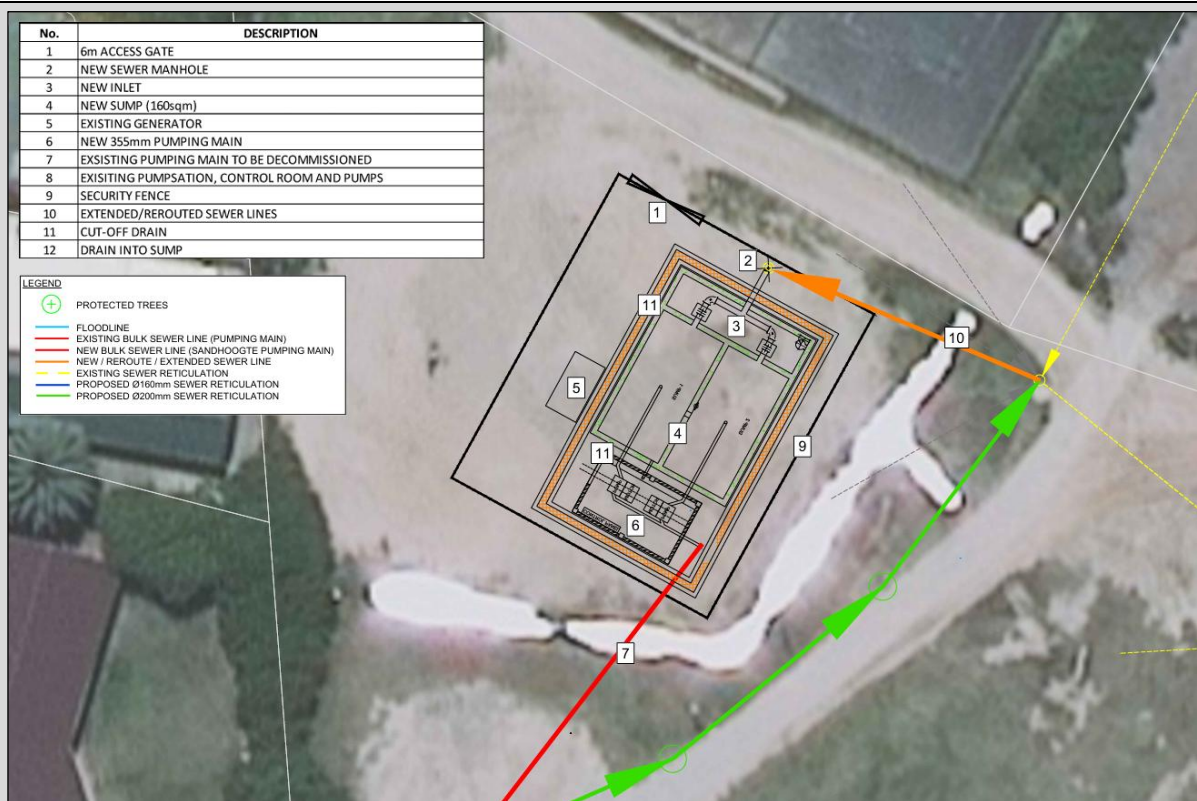 No. DESCRIPTION
1 6m ACCESS GATE
2 NEW SEWER MANHOLE
3 NEW INLET
4 NEW SUMP (160sqm)
5 EXISTING GENERATOR
6 NEW 355mm PUMPING MAIN
7 EXSISTING PUMPING MAIN TO BE DECOMMISSIONED
8 EXISITING PUMPSATION, CONTROL ROOM AND PUMPS
9 SECURITY FENCE
10 EXTENDED/REROUTED SEWER LINES
11 CUT-OFF DRAIN
12 DRAIN INTO SUMP
LEGEND
PROTECTED TREES
FLOODLINE
EXISTING BULK SEWER LINE (PUMPING MAIN)
NEW BULK SEWER LINE (SANDHOOGTE PUMPING MAIN)
NEW / REROUTE / EXTENDED SEWER LINE
EXISTING SEWER RETICULATION
PROPOSED Ø160mm SEWER RETICULATION
PROPOSED Ø200mm SEWER RETICULATION
1
2
11
3
10
5
4
9
11
6
7